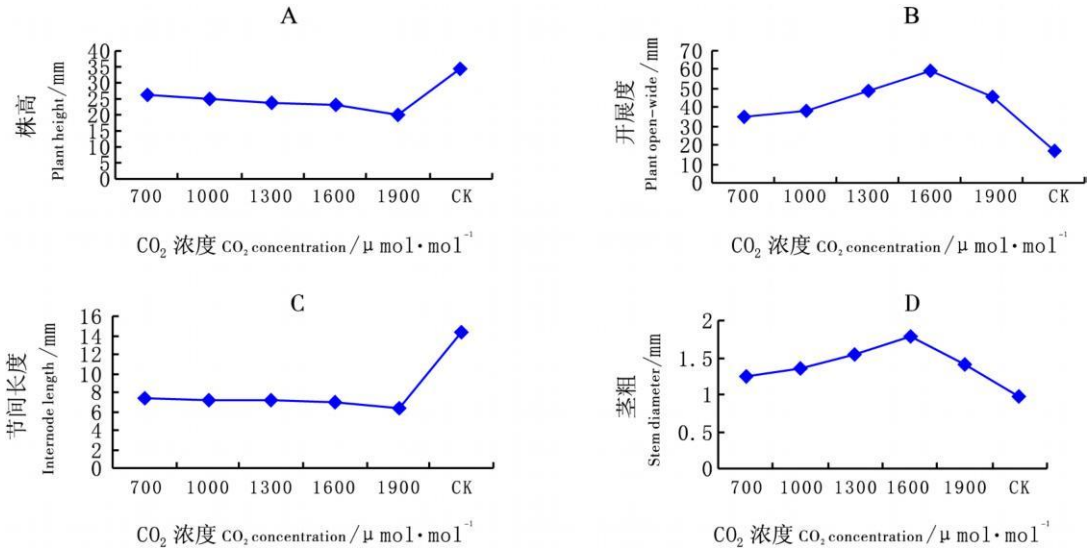 A
40
35
30
25
20
15
10
5
0
株高
Plant height/mm
700 1000 1300 1600 1900 CK
CO₂ 浓度 CO₂ concentration/μmol·mol⁻¹
B
70
60
50
40
30
20
10
0
开展度
Plant open-wide/mm
700 1000 1300 1600 1900 CK
CO₂ 浓度 CO₂ concentration/μmol·mol⁻¹
C
16
14
12
10
8
6
4
2
0
节间长度
Internode length/mm
700 1000 1300 1600 1900 CK
CO₂ 浓度 CO₂ concentration/μmol·mol⁻¹
D
2
1.5
1
0.5
0
茎粗
Stem diameter/mm
700 1000 1300 1600 1900 CK
CO₂ 浓度 CO₂ concentration/μmol·mol⁻¹